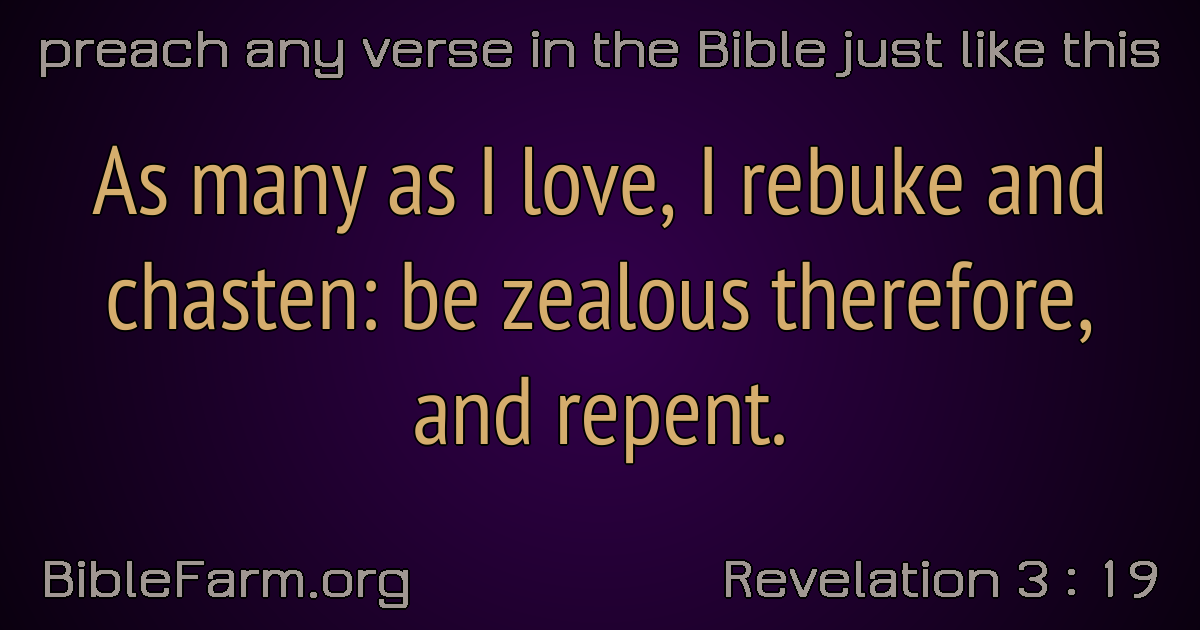 preach any verse in the Bible just like this
As many as I love, I rebuke and
chasten: be zealous therefore,
and repent.
BibleFarm.org
Revelation 3 : 19